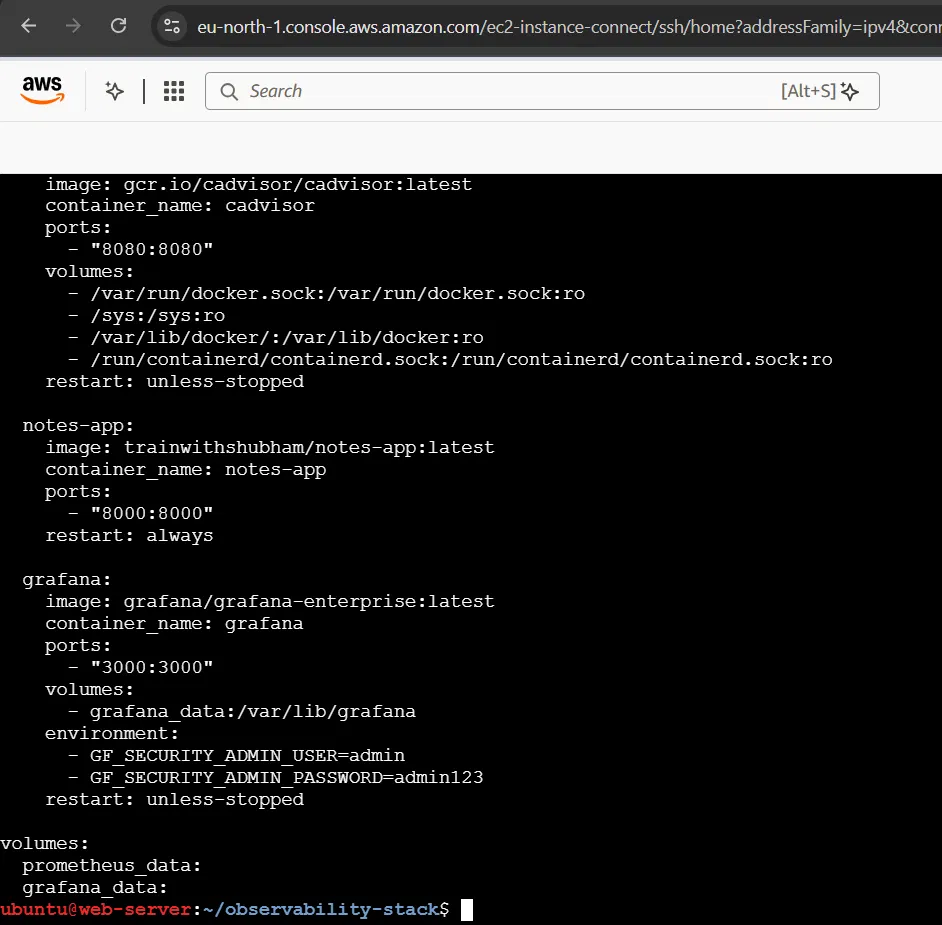 eu-north-1.console.aws.amazon.com/ec2-instance-connect/ssh/home?addressFamily=ipv4&conn
aws
Search [Alt+S]
image: gcr.io/cadvisor/cadvisor:latest
container_name: cadvisor
ports:
- "8080:8080"
volumes:
- /var/run/docker.sock:/var/run/docker.sock:ro
- /sys:/sys:ro
- /var/lib/docker/:/var/lib/docker:ro
- /run/containerd/containerd.sock:/run/containerd/containerd.sock:ro
restart: unless-stopped
notes-app:
image: trainwithshubham/notes-app:latest
container_name: notes-app
ports:
- "8000:8000"
restart: always
grafana:
image: grafana/grafana-enterprise:latest
container_name: grafana
ports:
- "3000:3000"
volumes:
- grafana_data:/var/lib/grafana
environment:
- GF_SECURITY_ADMIN_USER=admin
- GF_SECURITY_ADMIN_PASSWORD=admin123
restart: unless-stopped
volumes:
prometheus_data:
grafana_data:
ubuntu@web-server:~/observability-stack$